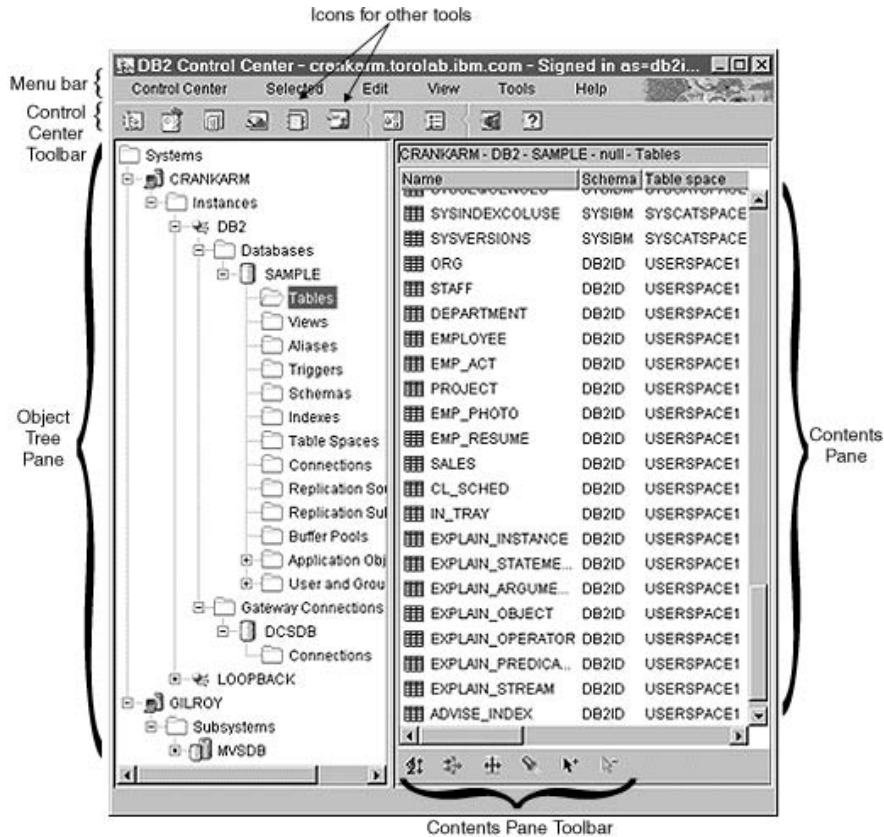 Icons for other tools
DB2 Control Center - crankarm.torolab.ibm.com - Signed in as=db2i...
Menu bar
Control Center Selected Edit View Tools Help
Control
Center
Toolbar
Systems
CRANKARM
Instances
DB2
Databases
SAMPLE
Tables
Views
Aliases
Triggers
Schemas
Indexes
Table Spaces
Connections
Replication Sou
Replication Sul
Buffer Pools
Application Obj
User and Grou
Gateway Connections
DCSDB
Connections
LOOPBACK
GILROY
Subsystems
MVSDB
Object
Tree
Pane
CRANKARM - DB2 - SAMPLE - null - Tables
Name Schema Table space
SYSINDEXCOLUSE SYSIBM SYSCATSPACE
SYSVERSIONS SYSIBM SYSCATSPACE
ORG DB2ID USERSPACE1
STAFF DB2ID USERSPACE1
DEPARTMENT DB2ID USERSPACE1
EMPLOYEE DB2ID USERSPACE1
EMP_ACT DB2ID USERSPACE1
PROJECT DB2ID USERSPACE1
EMP_PHOTO DB2ID USERSPACE1
EMP_RESUME DB2ID USERSPACE1
SALES DB2ID USERSPACE1
CL_SCHED DB2ID USERSPACE1
IN_TRAY DB2ID USERSPACE1
EXPLAIN_INSTANCE DB2ID USERSPACE1
EXPLAIN_STATEME... DB2ID USERSPACE1
EXPLAIN_ARGUME... DB2ID USERSPACE1
EXPLAIN_OBJECT DB2ID USERSPACE1
EXPLAIN_OPERATOR DB2ID USERSPACE1
EXPLAIN_PREDICA... DB2ID USERSPACE1
EXPLAIN_STREAM DB2ID USERSPACE1
ADVISE_INDEX DB2ID USERSPACE1
Contents
Pane
Contents Pane Toolbar